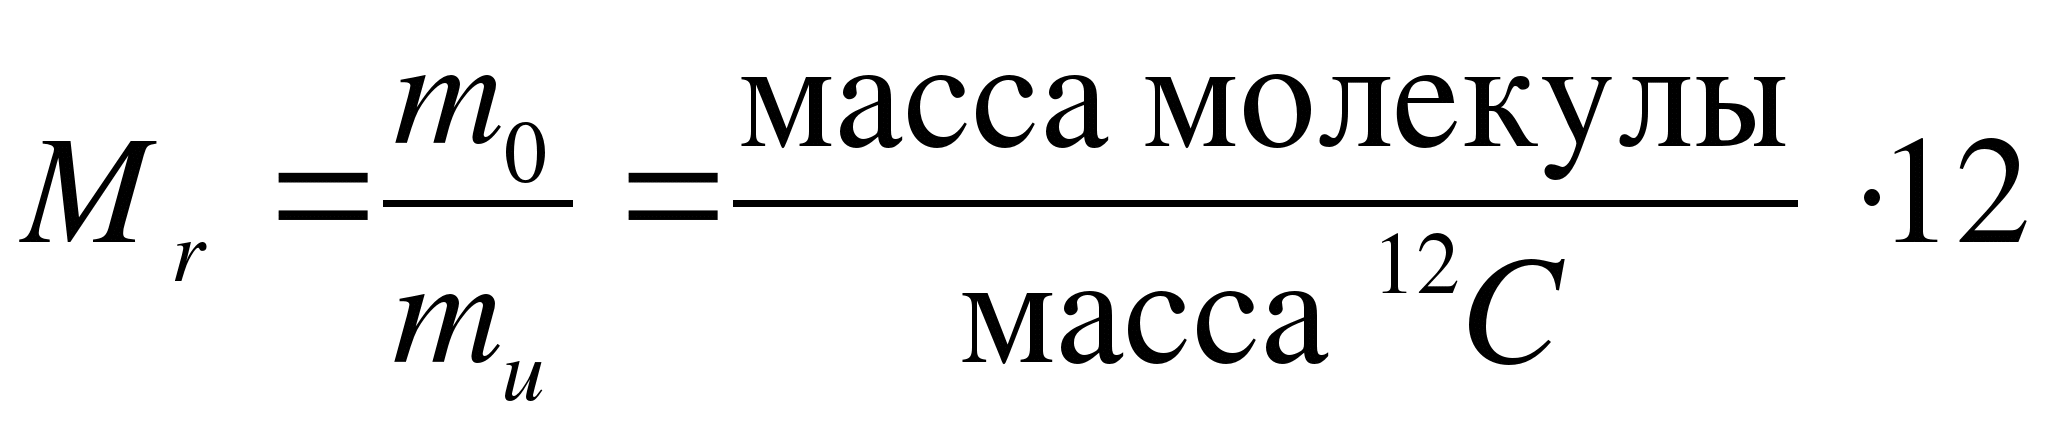 M_r = m_0 / m_u = масса молекулы / масса ¹²C · 12